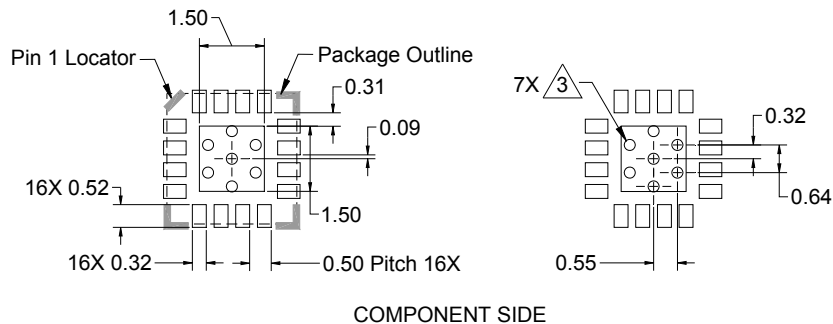 1.50
Pin 1 Locator
Package Outline
0.31
0.09
16X 0.52
1.50
16X 0.32
0.50 Pitch 16X
7X 3
0.32
0.64
0.55
COMPONENT SIDE